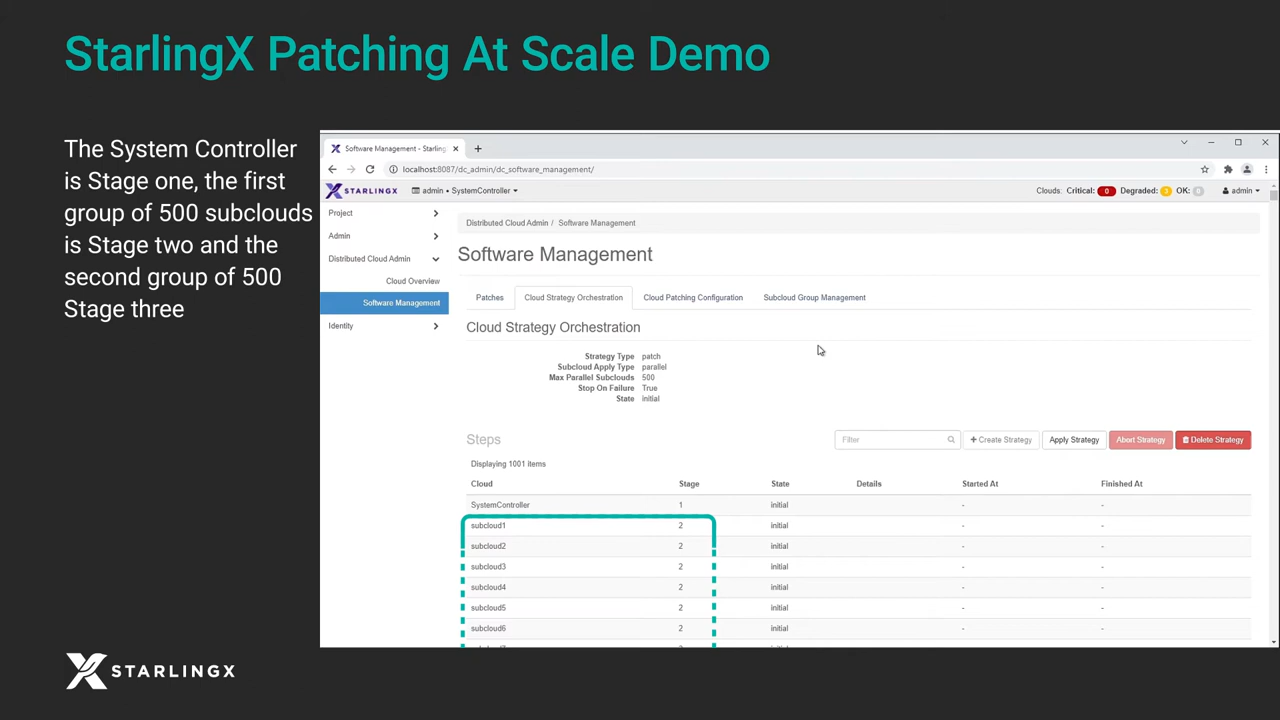 StarlingX Patching At Scale Demo
The System Controller
is Stage one, the first
group of 500 subclouds
is Stage two and the
second group of 500
Stage three
Software Management - Starling
localhost:8087/dc_admin/dc_software_management/
STARLINGX
admin • SystemController
Clouds: Critical: 0 Degraded: 3 OK: 0
admin
Project
Admin
Distributed Cloud Admin
Cloud Overview
Software Management
Identity
Distributed Cloud Admin / Software Management
Software Management
Patches Cloud Strategy Orchestration Cloud Patching Configuration Subcloud Group Management
Cloud Strategy Orchestration
Strategy Type patch
Subcloud Apply Type parallel
Max Parallel Subclouds 500
Stop On Failure True
State initial
Steps
Filter
+ Create Strategy Apply Strategy Abort Strategy Delete Strategy
Displaying 1001 items
Cloud Stage State Details Started At Finished At
SystemController 1 initial - -
subcloud1 2 initial - -
subcloud2 2 initial - -
subcloud3 2 initial - -
subcloud4 2 initial - -
subcloud5 2 initial - -
subcloud6 2 initial - -
STARLINGX